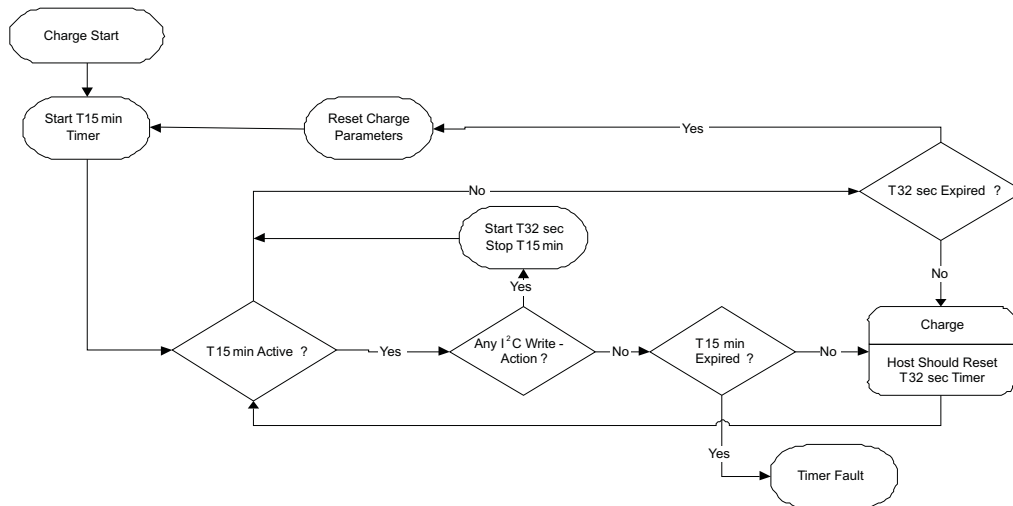 Charge Start
Start T15 min
Timer
Reset Charge
Parameters
Yes
T32 sec Expired ?
No
Start T32 sec
Stop T15 min
Yes
No
T15 min Active ?
Yes
Any I²C Write -
Action ?
No
T15 min
Expired ?
No
Charge
Host Should Reset
T32 sec Timer
Yes
Timer Fault